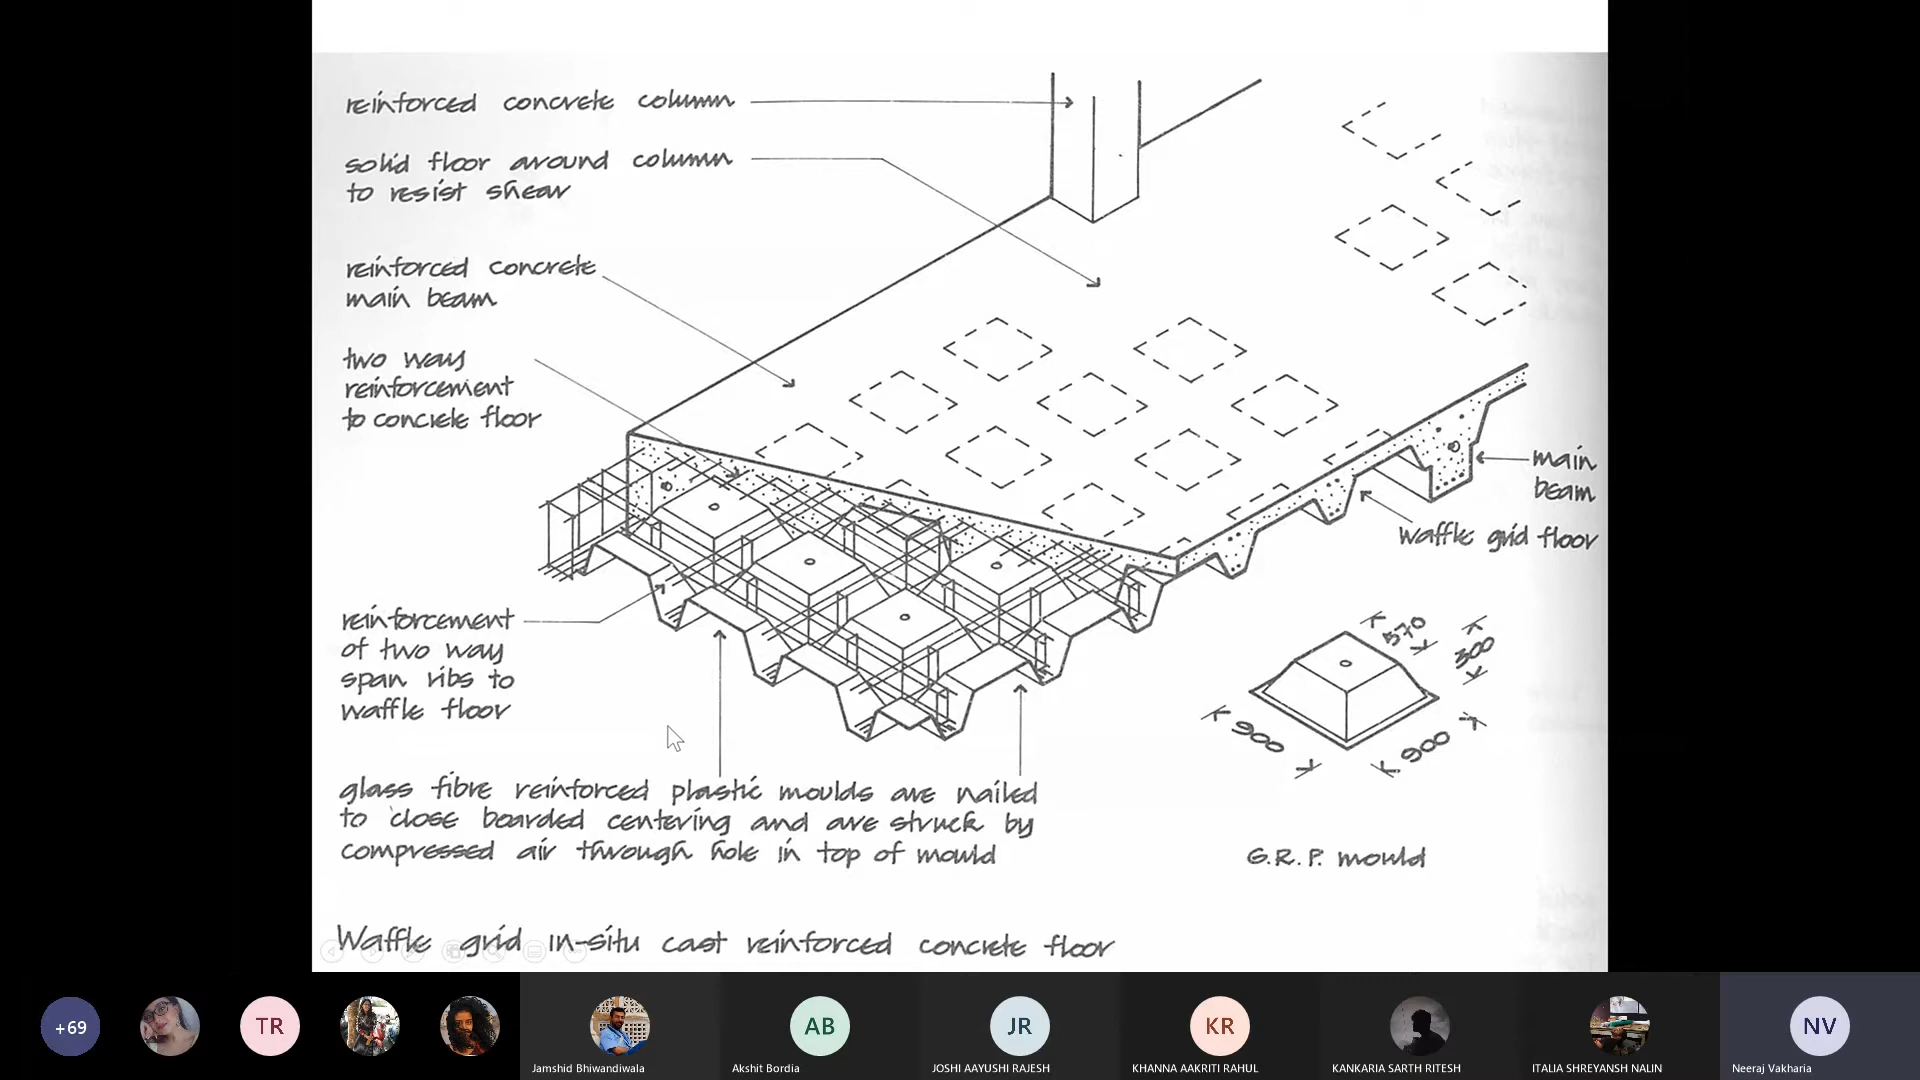 reinforced concrete column
solid floor around column
to resist shear
reinforced concrete
main beam
two way
reinforcement
to concrete floor
main
beam
waffle grid floor
reinforcement
of two way
span ribs to
waffle floor
570
300
900
900
glass fibre reinforced plastic moulds are nailed
to close boarded centering and are struck by
compressed air through hole in top of mould
G.R.P. mould
Waffle grid in-situ cast reinforced concrete floor
+69
TR
AB
JR
KR
NV
Jamshid Bhiwandiwala
Akshit Bordia
JOSHI AAYUSHI RAJESH
KHANNA AAKRITI RAHUL
KANKARIA SARTH RITESH
ITALIA SHREYANSH NALIN
Neeraj Vakharia